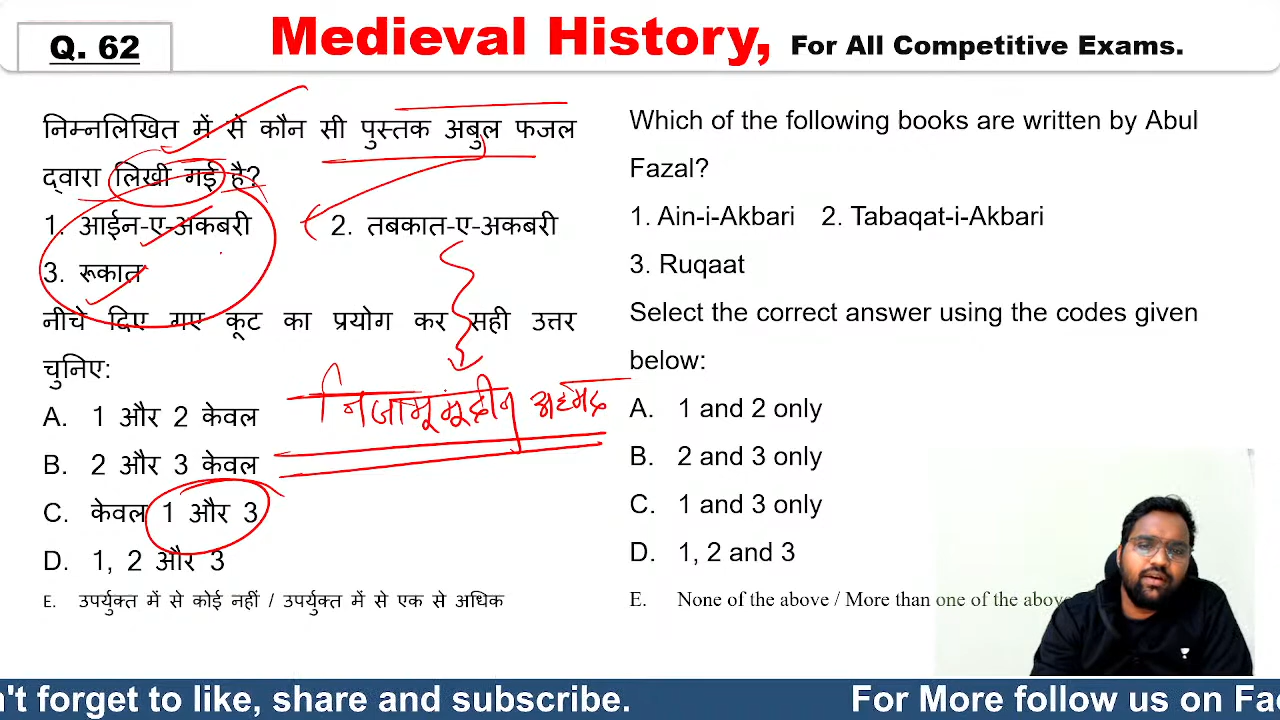 Q. 62
Medieval History, For All Competitive Exams.
निम्नलिखित में से कौन सी पुस्तक अबुल फजल
द्वारा लिखी गई है?
1. आईन-ए-अकबरी 2. तबकात-ए-अकबरी
3. रूकात
नीचे दिए गए कूट का प्रयोग कर सही उत्तर
चुनिए:
A. 1 और 2 केवल
B. 2 और 3 केवल
C. केवल 1 और 3
D. 1, 2 और 3
E. उपर्युक्त में से कोई नहीं / उपर्युक्त में से एक से अधिक
Which of the following books are written by Abul
Fazal?
1. Ain-i-Akbari 2. Tabaqat-i-Akbari
3. Ruqaat
Select the correct answer using the codes given
below:
A. 1 and 2 only
B. 2 and 3 only
C. 1 and 3 only
D. 1, 2 and 3
E. None of the above / More than one of the above
't forget to like, share and subscribe. For More follow us on Fac